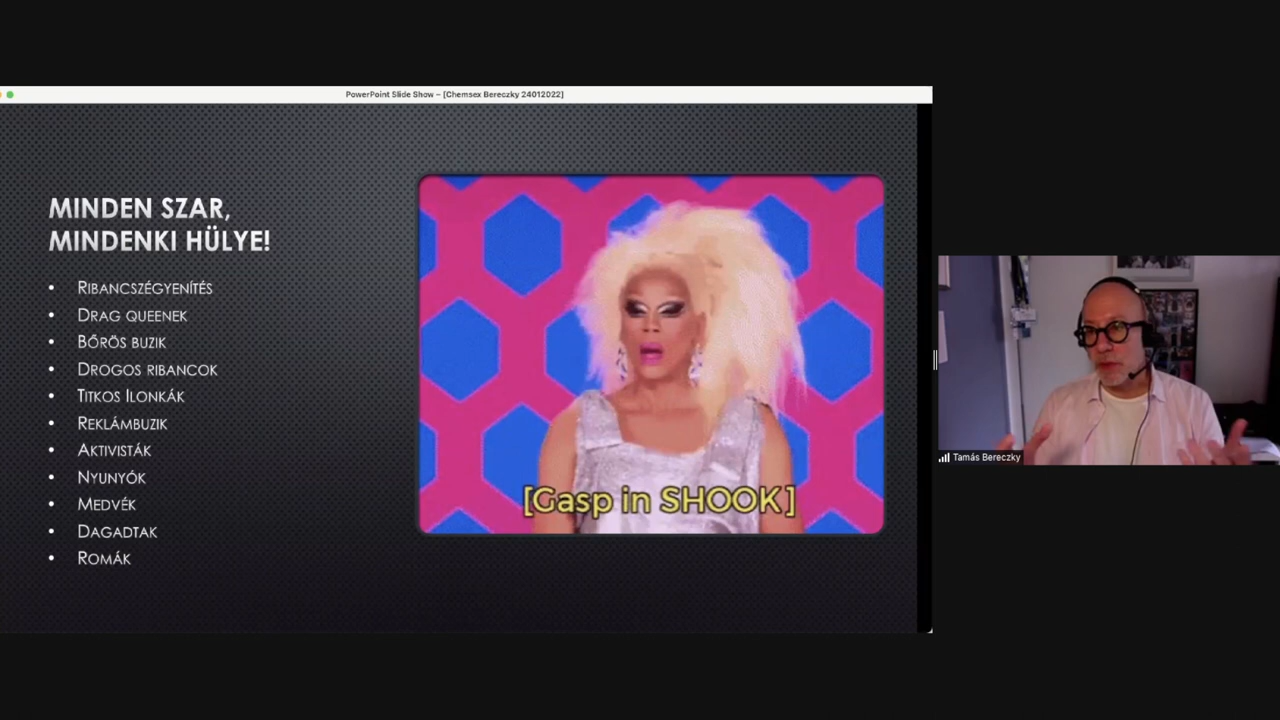 PowerPoint Slide Show – [Chemsex Bereczky 24012022]
MINDEN SZAR,
MINDENKI HÜLYE!
• RIBANCSZÉGYENÍTÉS
• DRAG QUEENEK
• BŐRÖS BUZIK
• DROGOS RIBANCOK
• TITKOS ILONKÁK
• REKLÁMBUZIK
• AKTIVISTÁK
• NYUNYÓK
• MEDVÉK
• DAGADTAK
• ROMÁK
[Gasp in SHOOK]
Tamás Bereczky